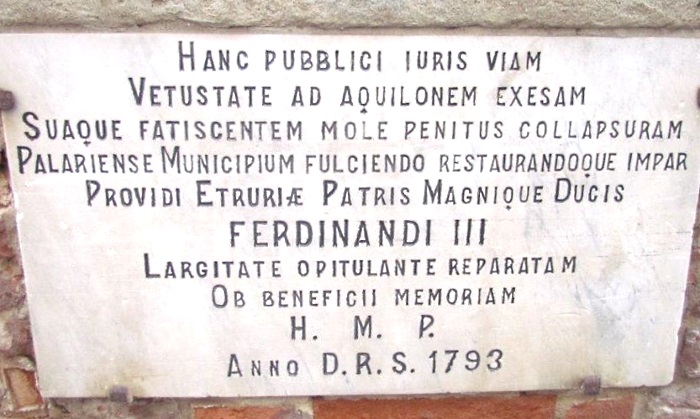 Hanc pubblici iuris viam
Vetustate ad aquilonem exesam
Suaque fatiscentem mole penitus collapsuram
Palariense Municipium fulciendo restaurandoque impar
Providi Etruriæ Patris Magnique Ducis
FERDINANDI III
Largitate opitulante reparatam
Ob beneficii memoriam
H. M. P.
Anno D.R.S. 1793